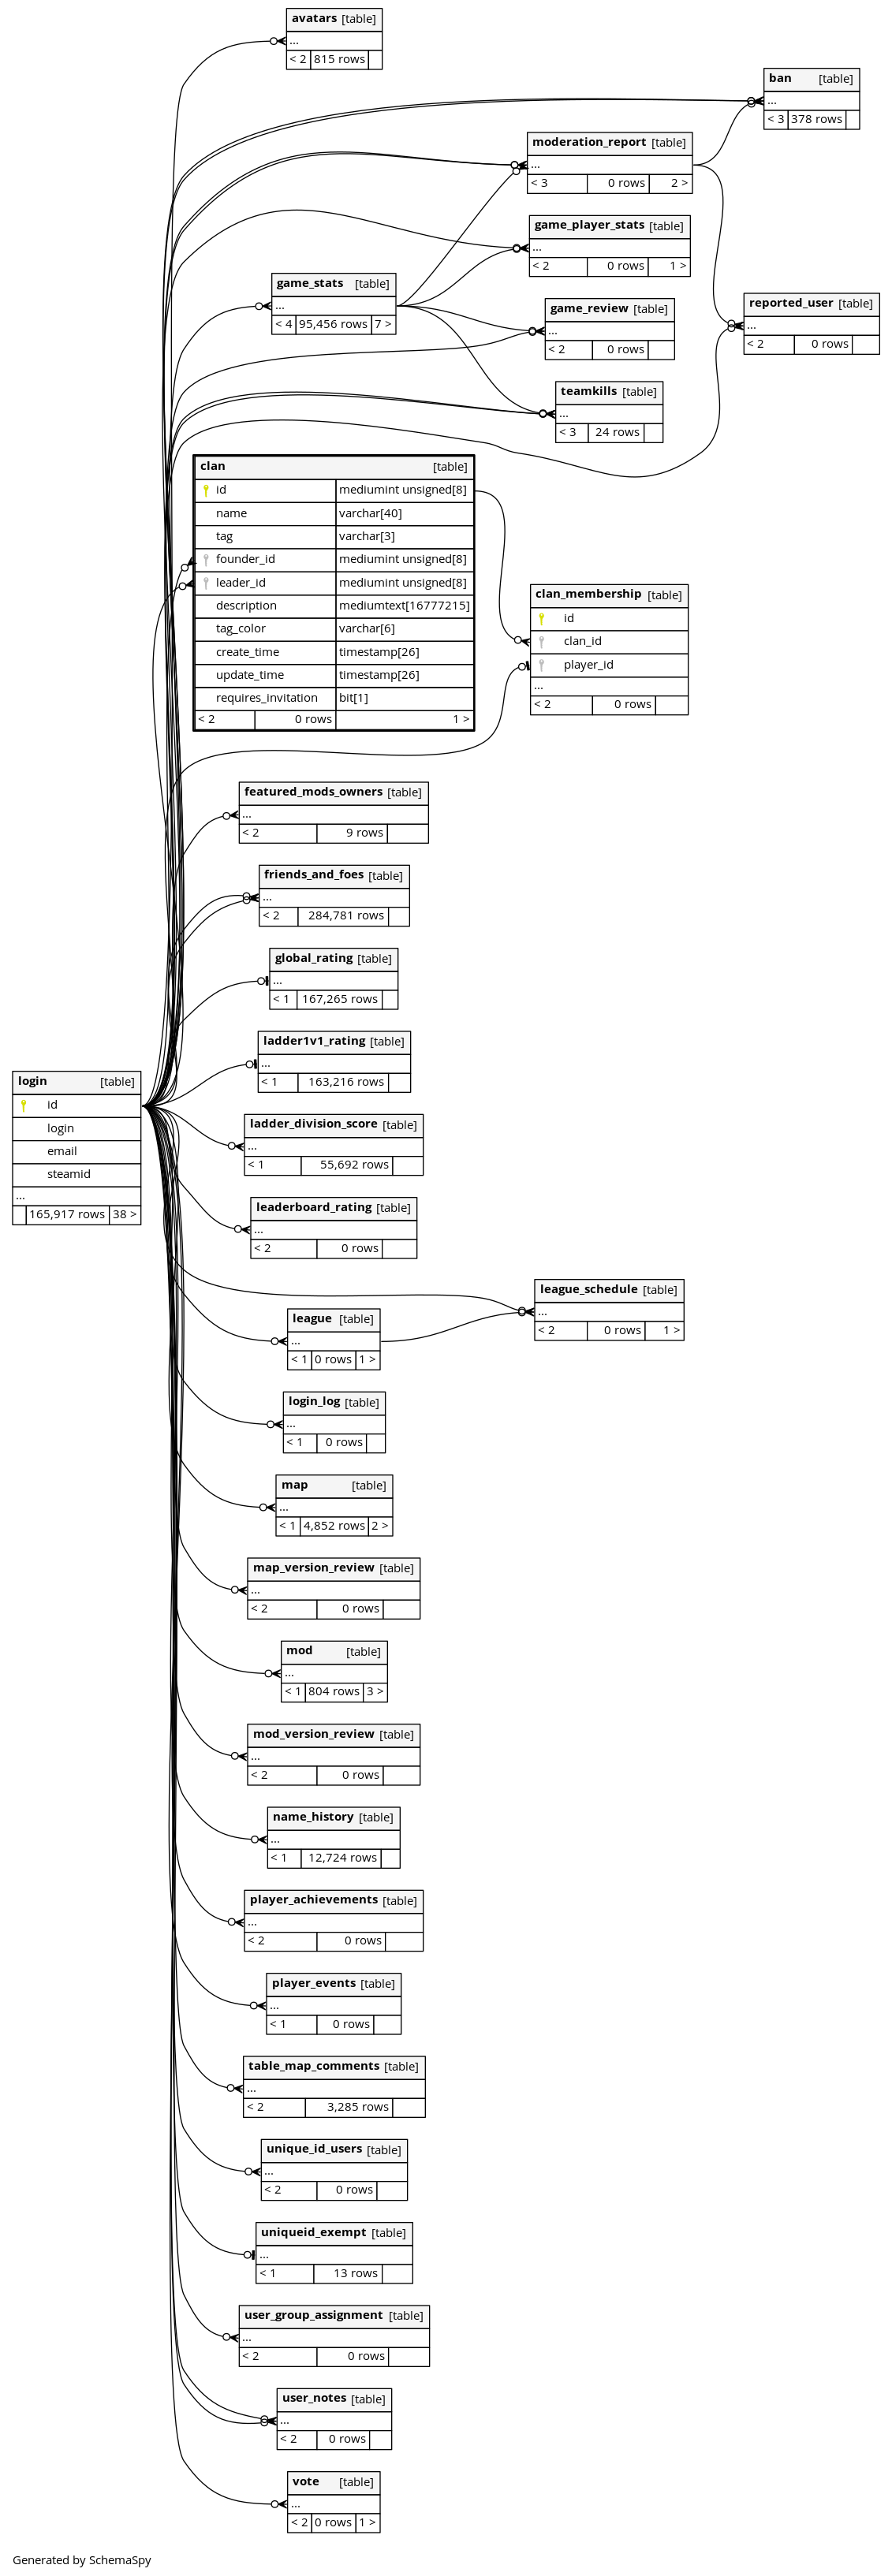 avatars [table]
...
< 2 815 rows
ban [table]
...
< 3 378 rows
moderation_report [table]
...
< 3 0 rows 2 >
game_player_stats [table]
...
< 2 0 rows 1 >
game_stats [table]
...
< 4 95,456 rows 7 >
reported_user [table]
...
< 2 0 rows
game_review [table]
...
< 2 0 rows
teamkills [table]
...
< 3 24 rows
clan [table]
id mediumint unsigned[8]
name varchar[40]
tag varchar[3]
founder_id mediumint unsigned[8]
leader_id mediumint unsigned[8]
description mediumtext[16777215]
tag_color varchar[6]
create_time timestamp[26]
update_time timestamp[26]
requires_invitation bit[1]
< 2 0 rows 1 >
clan_membership [table]
id
clan_id
player_id
...
< 2 0 rows
featured_mods_owners [table]
...
< 2 9 rows
friends_and_foes [table]
...
< 2 284,781 rows
global_rating [table]
...
< 1 167,265 rows
ladder1v1_rating [table]
...
< 1 163,216 rows
login [table]
id
login
email
steamid
...
165,917 rows 38 >
ladder_division_score [table]
...
< 1 55,692 rows
leaderboard_rating [table]
...
< 2 0 rows
league_schedule [table]
...
< 2 0 rows 1 >
league [table]
...
< 1 0 rows 1 >
login_log [table]
...
< 1 0 rows
map [table]
...
< 1 4,852 rows 2 >
map_version_review [table]
...
< 2 0 rows
mod [table]
...
< 1 804 rows 3 >
mod_version_review [table]
...
< 2 0 rows
name_history [table]
...
< 1 12,724 rows
player_achievements [table]
...
< 2 0 rows
player_events [table]
...
< 1 0 rows
table_map_comments [table]
...
< 2 3,285 rows
unique_id_users [table]
...
< 2 0 rows
uniqueid_exempt [table]
...
< 1 13 rows
user_group_assignment [table]
...
< 2 0 rows
user_notes [table]
...
< 2 0 rows
vote [table]
...
< 2 0 rows 1 >
Generated by SchemaSpy